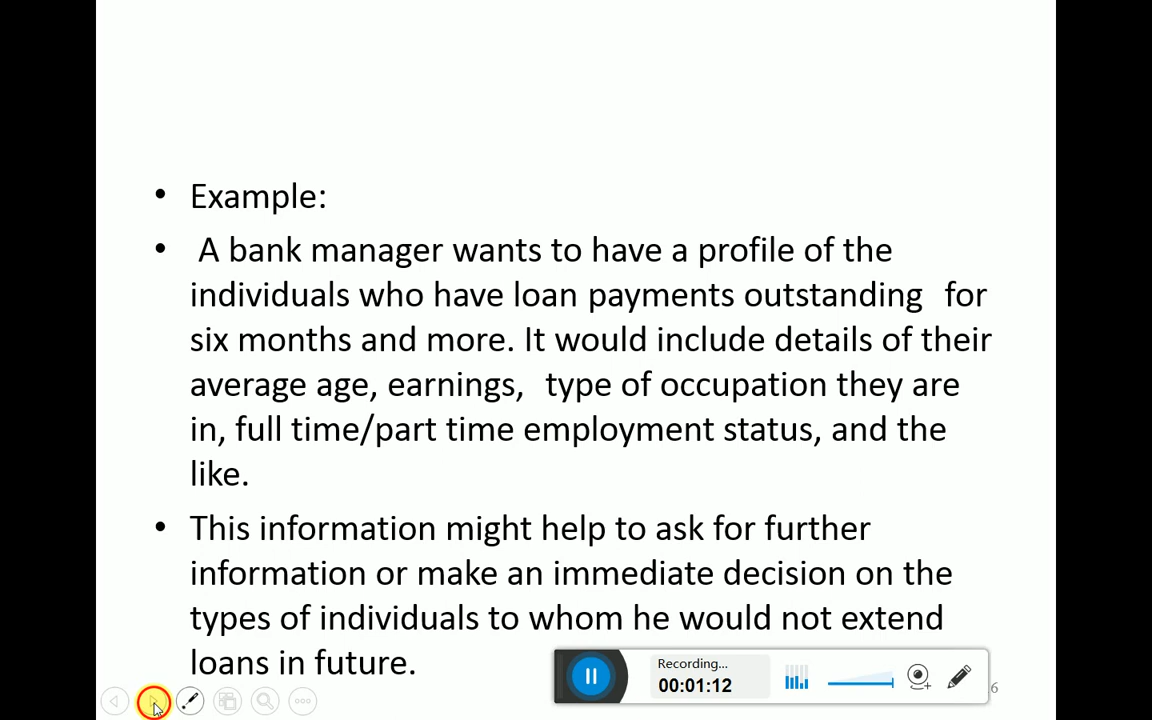 • Example:
• A bank manager wants to have a profile of the
individuals who have loan payments outstanding for
six months and more. It would include details of their
average age, earnings, type of occupation they are
in, full time/part time employment status, and the
like.
• This information might help to ask for further
information or make an immediate decision on the
types of individuals to whom he would not extend
loans in future.
Recording...
00:01:12
6